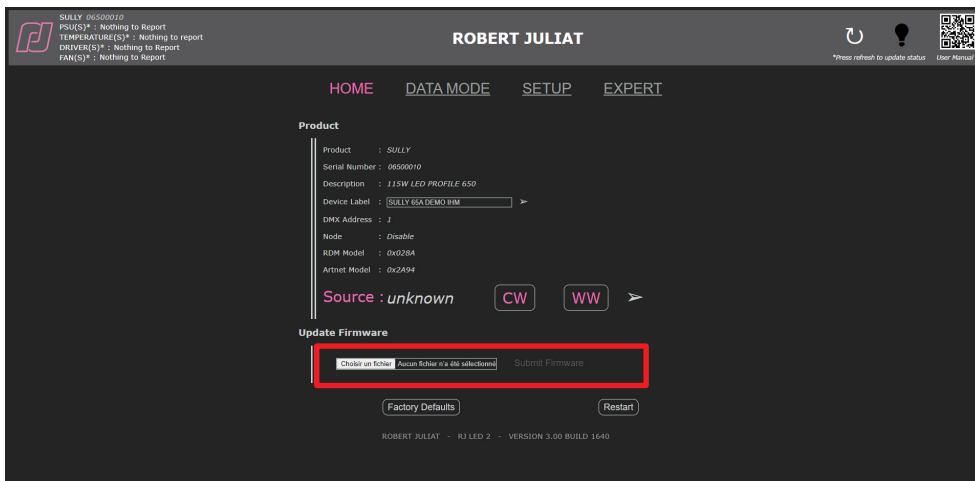 SULLY 06500010
PSU(S)* : Nothing to Report
TEMPERATURE(S)* : Nothing to report
DRIVER(S)* : Nothing to Report
FAN(S)* : Nothing to Report
ROBERT JULIAT
*Press refresh to update status
User Manual
HOME DATA MODE SETUP EXPERT
Product
Product : SULLY
Serial Number : 06500010
Description : 115W LED PROFILE 650
Device Label : SULLY 65A DEMO IHM ➢
DMX Address : 1
Node : Disable
RDM Model : 0x028A
Artnet Model : 0x2A94
Source : unknown CW WW ➢
Update Firmware
Choisir un fichier Aucun fichier n'a été sélectionné Submit Firmware
Factory Defaults Restart
ROBERT JULIAT - RJ LED 2 - VERSION 3.00 BUILD 1640